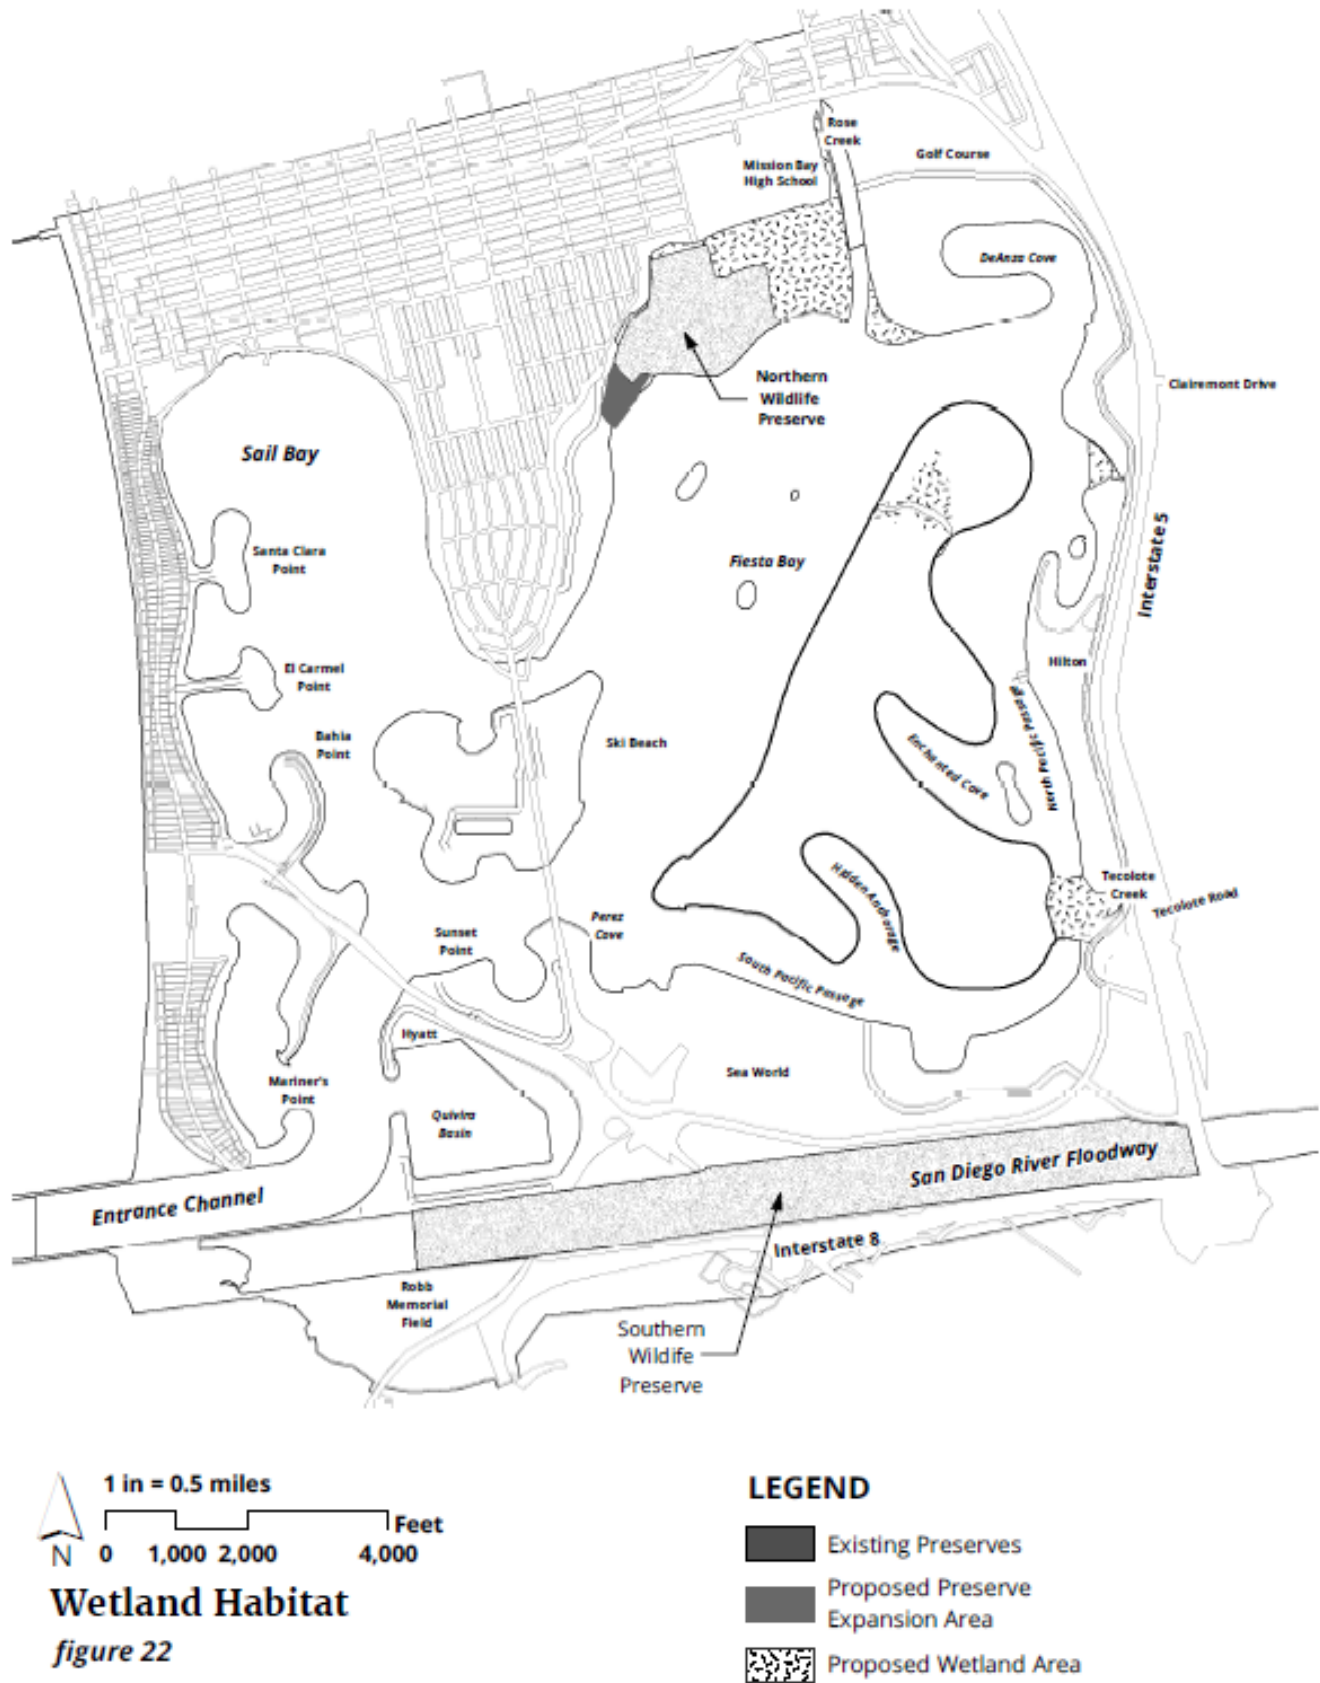 Rose
Creek
Golf Course
Mission Bay
High School
DeAnza Cove
Northern
Wildlife
Preserve
Clairemont Drive
Sail Bay
Santa Clara
Point
Fiesta Bay
Interstate 5
El Carmel
Point
Hilton
Bahia
Point
Ski Beach
North Pacific Passage
Enchanted Cove
Hidden Anchorage
Tecolote
Creek
Tecolote Road
Perez
Cove
Sunset
Point
South Pacific Passage
Hyatt
Mariner's
Point
Sea World
Quivira
Basin
San Diego River Floodway
Entrance Channel
Interstate 8
Robb
Memorial
Field
Southern
Wildlife
Preserve
1 in = 0.5 miles
Feet
0 1,000 2,000 4,000
N
Wetland Habitat
figure 22
LEGEND
Existing Preserves
Proposed Preserve
Expansion Area
Proposed Wetland Area